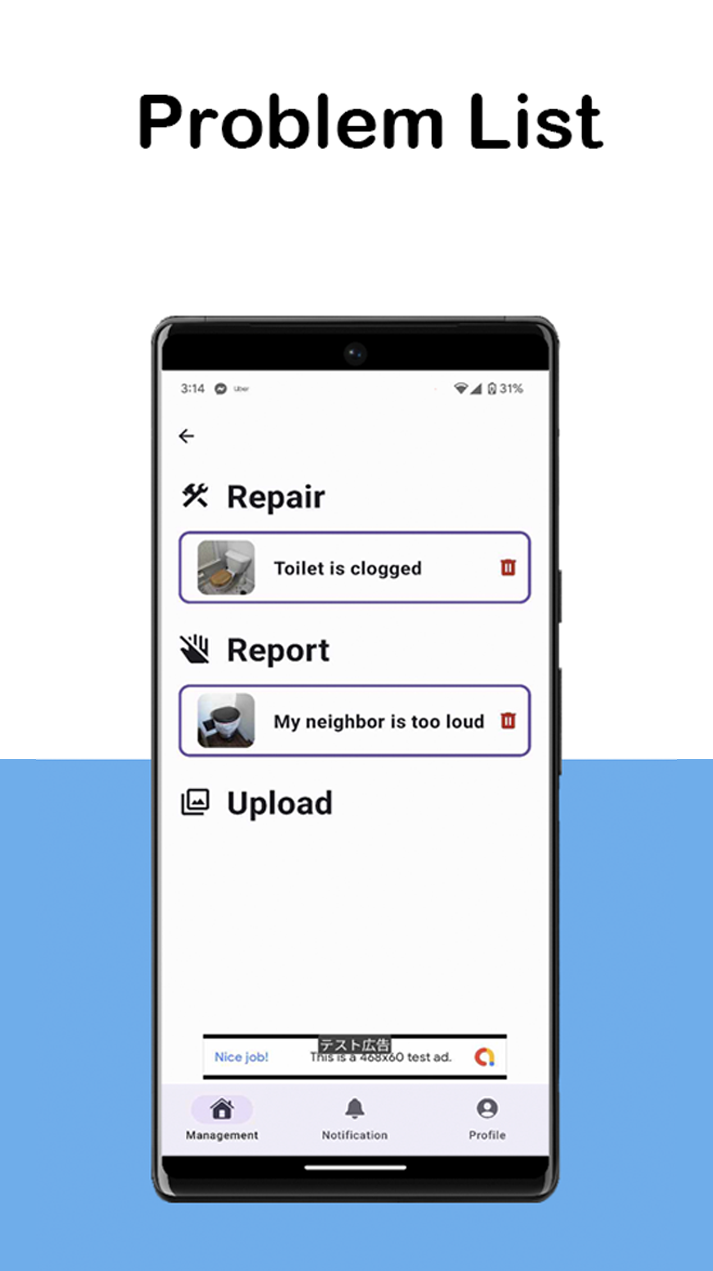 Problem List
3:14 Uber 31%
Repair
Toilet is clogged
Report
My neighbor is too loud
Upload
テスト広告
Nice job! This is a 468x60 test ad.
Management Notification Profile